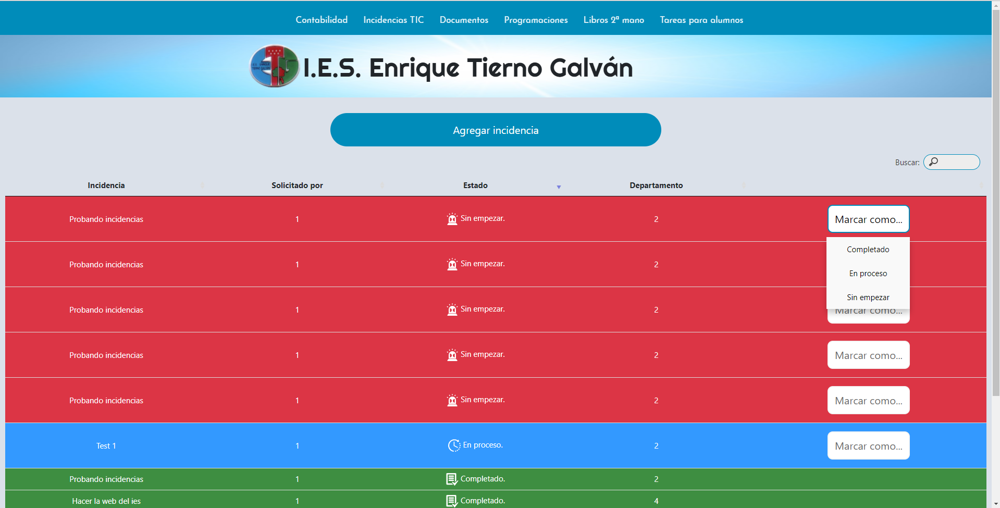 Contabilidad Incidencias TIC Documentos Programaciones Libros 2ª mano Tareas para alumnos
I.E.S. Enrique Tierno Galván
Agregar incidencia
Buscar:
Incidencia Solicitado por Estado Departamento
Probando incidencias 1 Sin empezar. 2 Marcar como...
Completado
Probando incidencias 1 Sin empezar. 2
En proceso
Sin empezar
Probando incidencias 1 Sin empezar. 2 Marcar como...
Probando incidencias 1 Sin empezar. 2 Marcar como...
Probando incidencias 1 Sin empezar. 2 Marcar como...
Test 1 1 En proceso. 2 Marcar como...
Probando incidencias 1 Completado. 2
Hacer la web del ies 1 Completado. 4